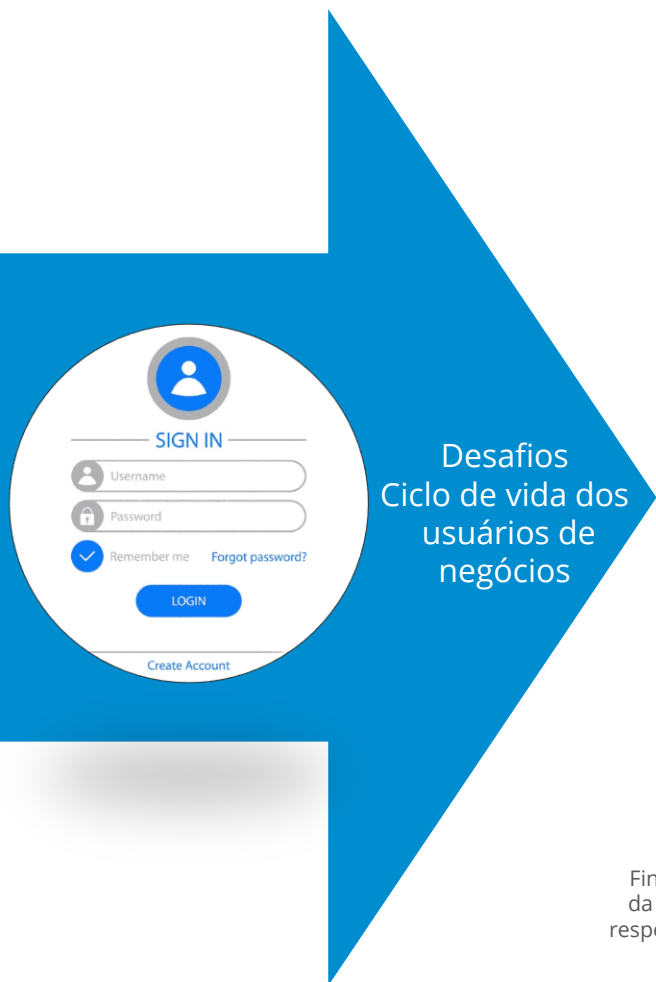 SIGN IN
Username
Password
Remember me Forgot password?
LOGIN
Create Account
Desafios
Ciclo de vida dos
usuários de
negócios
da